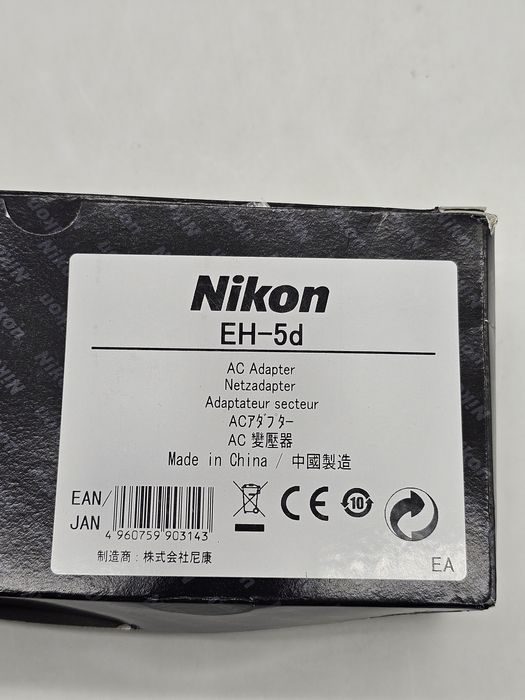 Nikon
EH-5d
AC Adapter
Netzadapter
Adaptateur secteur
ACアダプター
AC 變壓器
Made in China / 中國製造
EAN/
JAN
4 960759 903143
10
制造商：株式会社尼康
EA